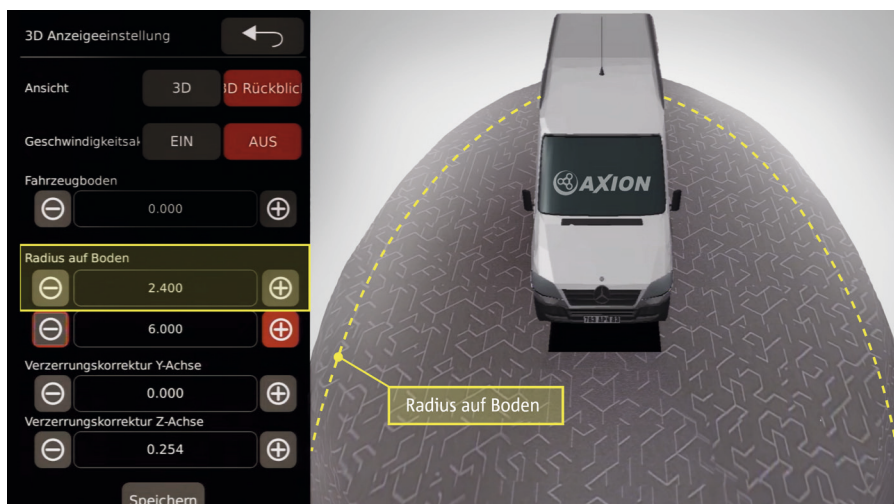 3D Anzeigeeinstellung
Ansicht
3D
3D Rückblic
Geschwindigkeitsak
EIN
AUS
Fahrzeugboden
0.000
Radius auf Boden
2.400
6.000
Verzerrungskorrektur Y-Achse
0.000
Verzerrungskorrektur Z-Achse
0.254
Speichern
AXION
Radius auf Boden